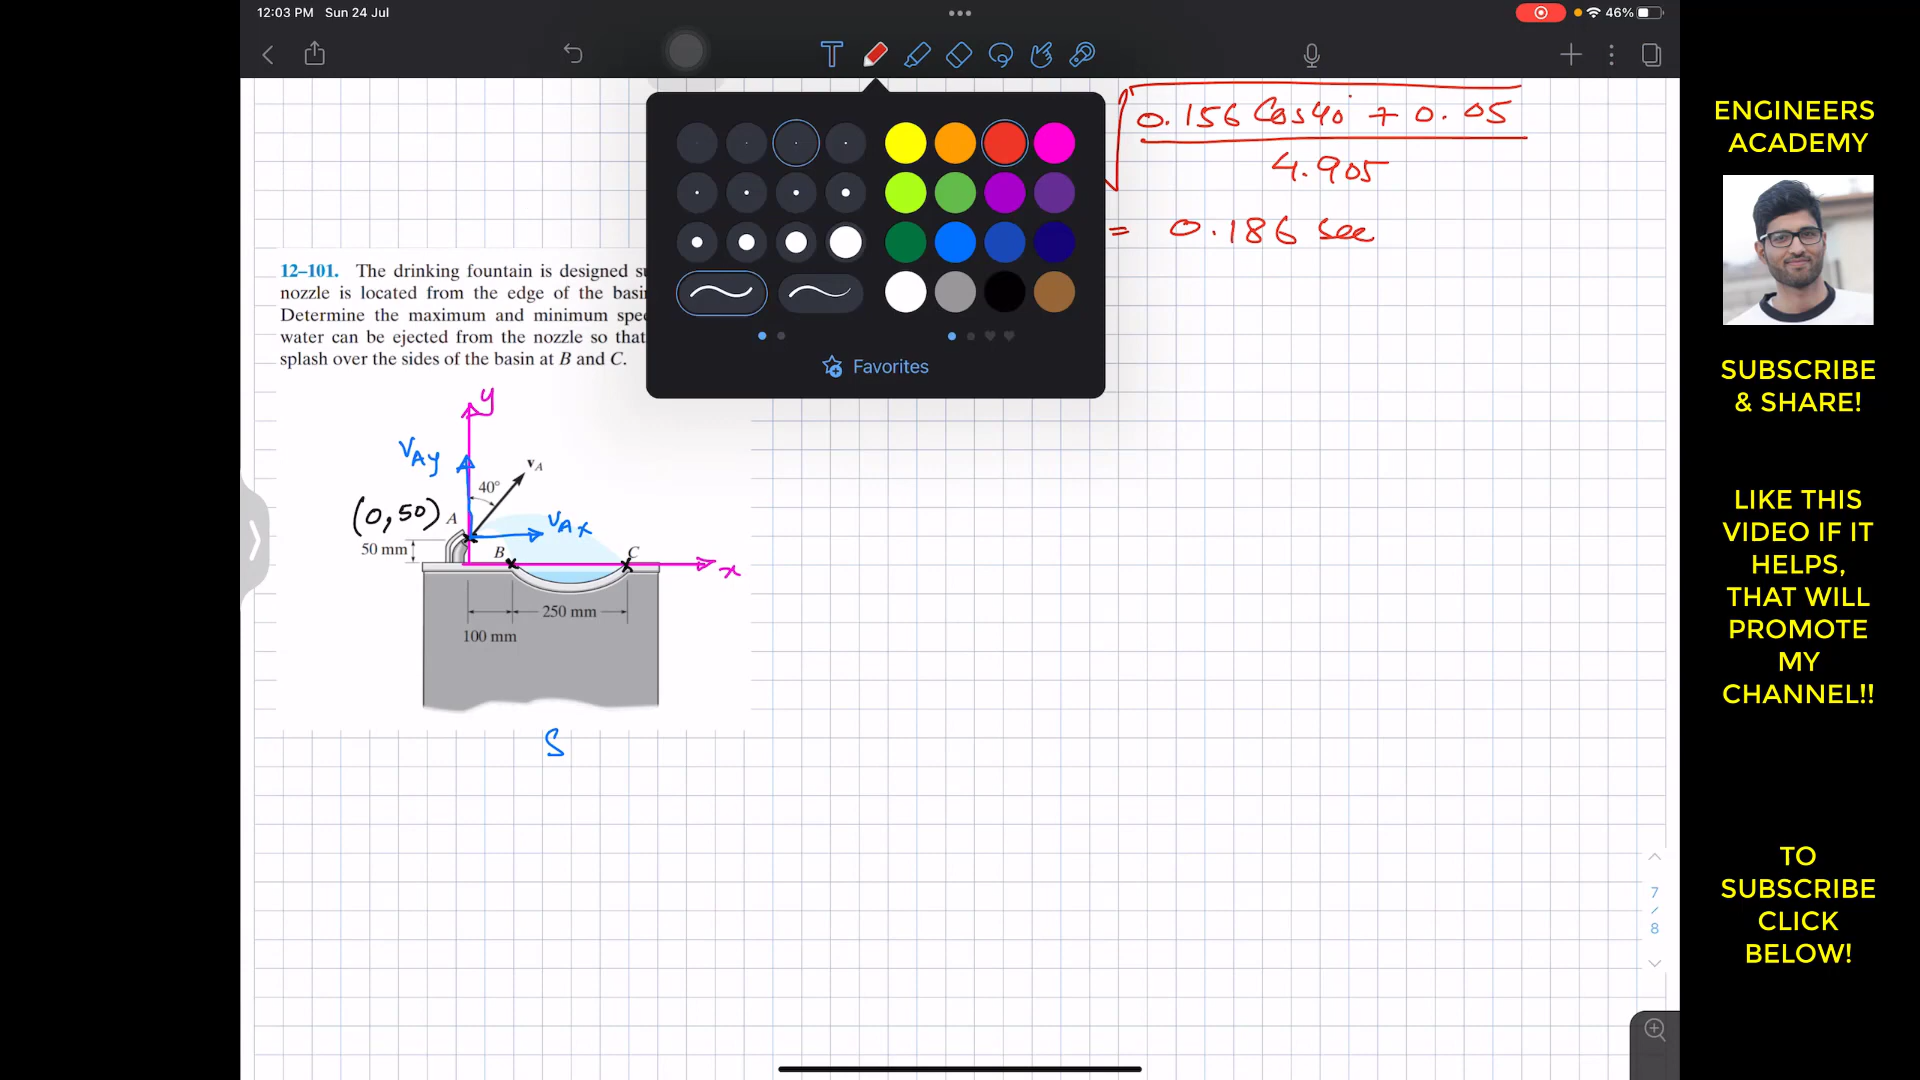 12:03 PM Sun 24 Jul
46%
T
0.156 Cos40° + 0.05
4.905
= 0.186 sec
12–101. The drinking fountain is designed
nozzle is located from the edge of the
Determine the maximum and minimum
water can be ejected from the nozzle so that
splash over the sides of the basin at B and C.
Favorites
y
VAy
vA
40°
(0,50)
A
VAx
50 mm
B
C
x
250 mm
100 mm
S
7
/
8
ENGINEERS
ACADEMY
SUBSCRIBE
& SHARE!
LIKE THIS
VIDEO IF IT
HELPS,
THAT WILL
PROMOTE
MY
CHANNEL!!
TO
SUBSCRIBE
CLICK
BELOW!